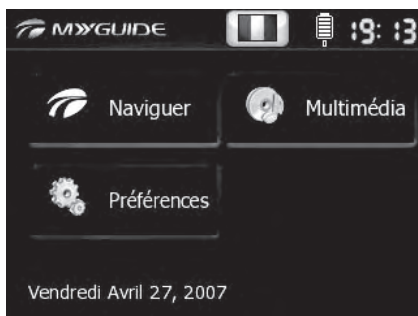 MYGUIDE :19: :13
Naviguer Multimédia
Préférences
Vendredi Avril 27, 2007